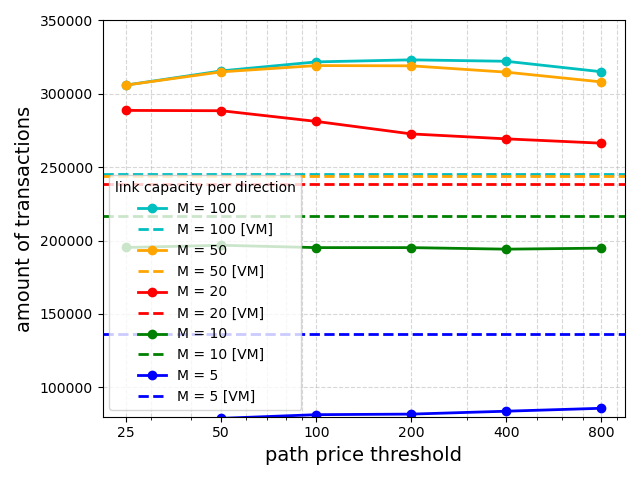 350000
300000
250000
200000
150000
100000
amount of transactions
link capacity per direction
M = 100
M = 100 [VM]
M = 50
M = 50 [VM]
M = 20
M = 20 [VM]
M = 10
M = 10 [VM]
M = 5
M = 5 [VM]
25 50 100 200 400 800
path price threshold